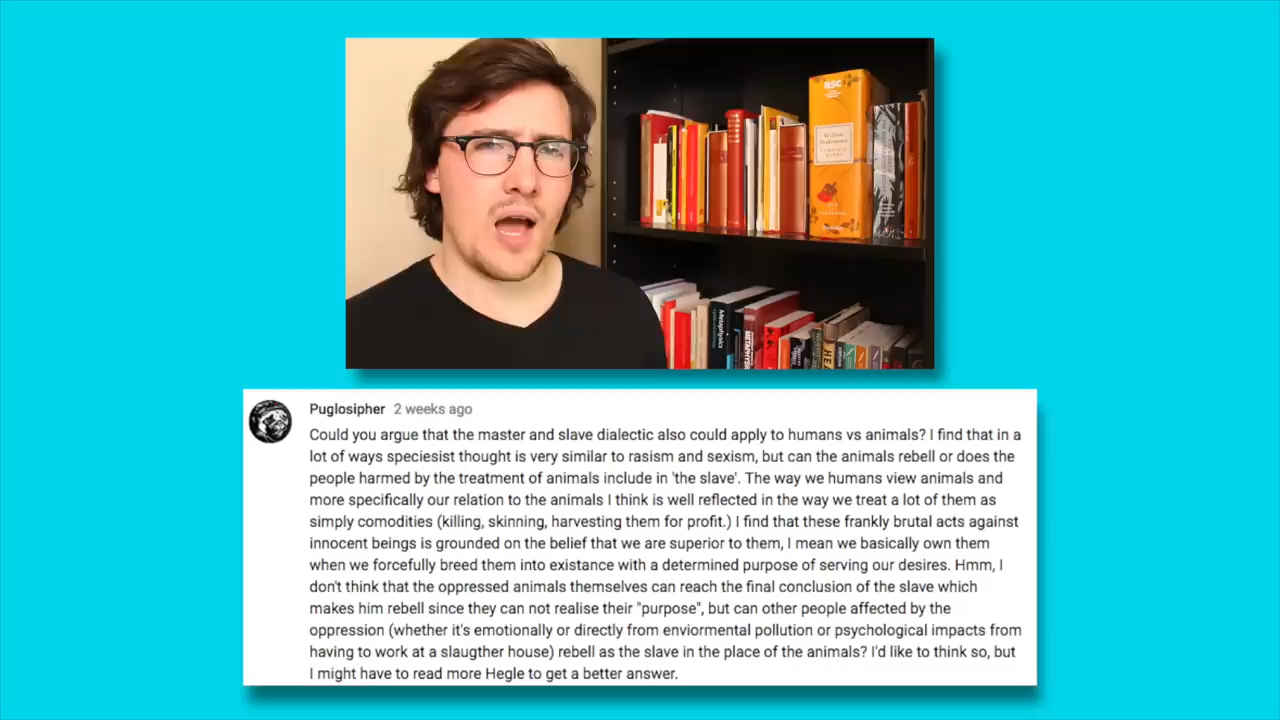 RSC
William
Shakespeare
COMPLETE
WORKS
Metaphysics
METAPHYSI
Puglosipher 2 weeks ago
Could you argue that the master and slave dialectic also could apply to humans vs animals? I find that in a
lot of ways speciesist thought is very similar to rasism and sexism, but can the animals rebell or does the
people harmed by the treatment of animals include in 'the slave'. The way we humans view animals and
more specifically our relation to the animals I think is well reflected in the way we treat a lot of them as
simply comodities (killing, skinning, harvesting them for profit.) I find that these frankly brutal acts against
innocent beings is grounded on the belief that we are superior to them, I mean we basically own them
when we forcefully breed them into existance with a determined purpose of serving our desires. Hmm, I
don't think that the oppressed animals themselves can reach the final conclusion of the slave which
makes him rebell since they can not realise their "purpose", but can other people affected by the
oppression (whether it's emotionally or directly from enviormental pollution or psychological impacts from
having to work at a slaugther house) rebell as the slave in the place of the animals? I'd like to think so, but
I might have to read more Hegle to get a better answer.